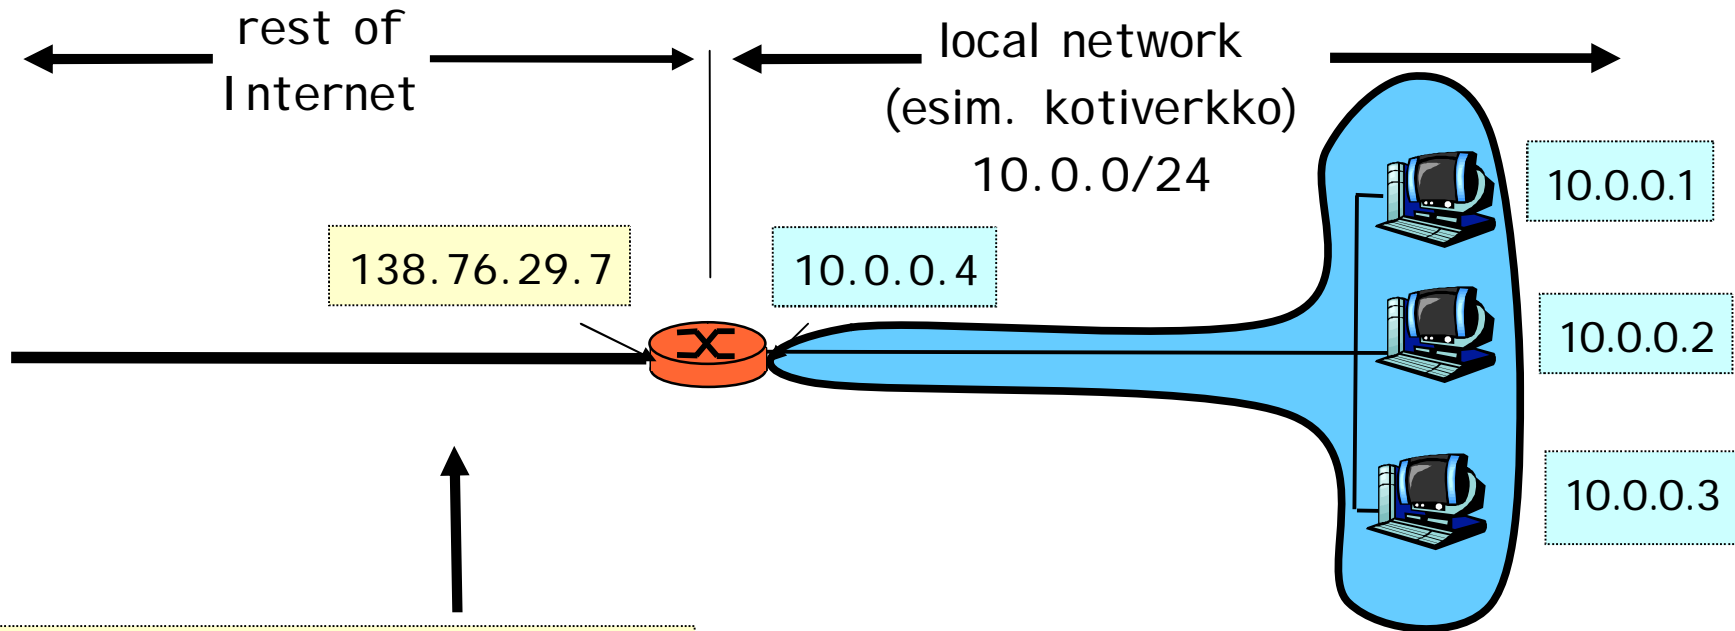 rest of
Internet
local network
(esim. kotiverkko)
10.0.0/24
138.76.29.7
10.0.0.4
10.0.0.1
10.0.0.2
10.0.0.3